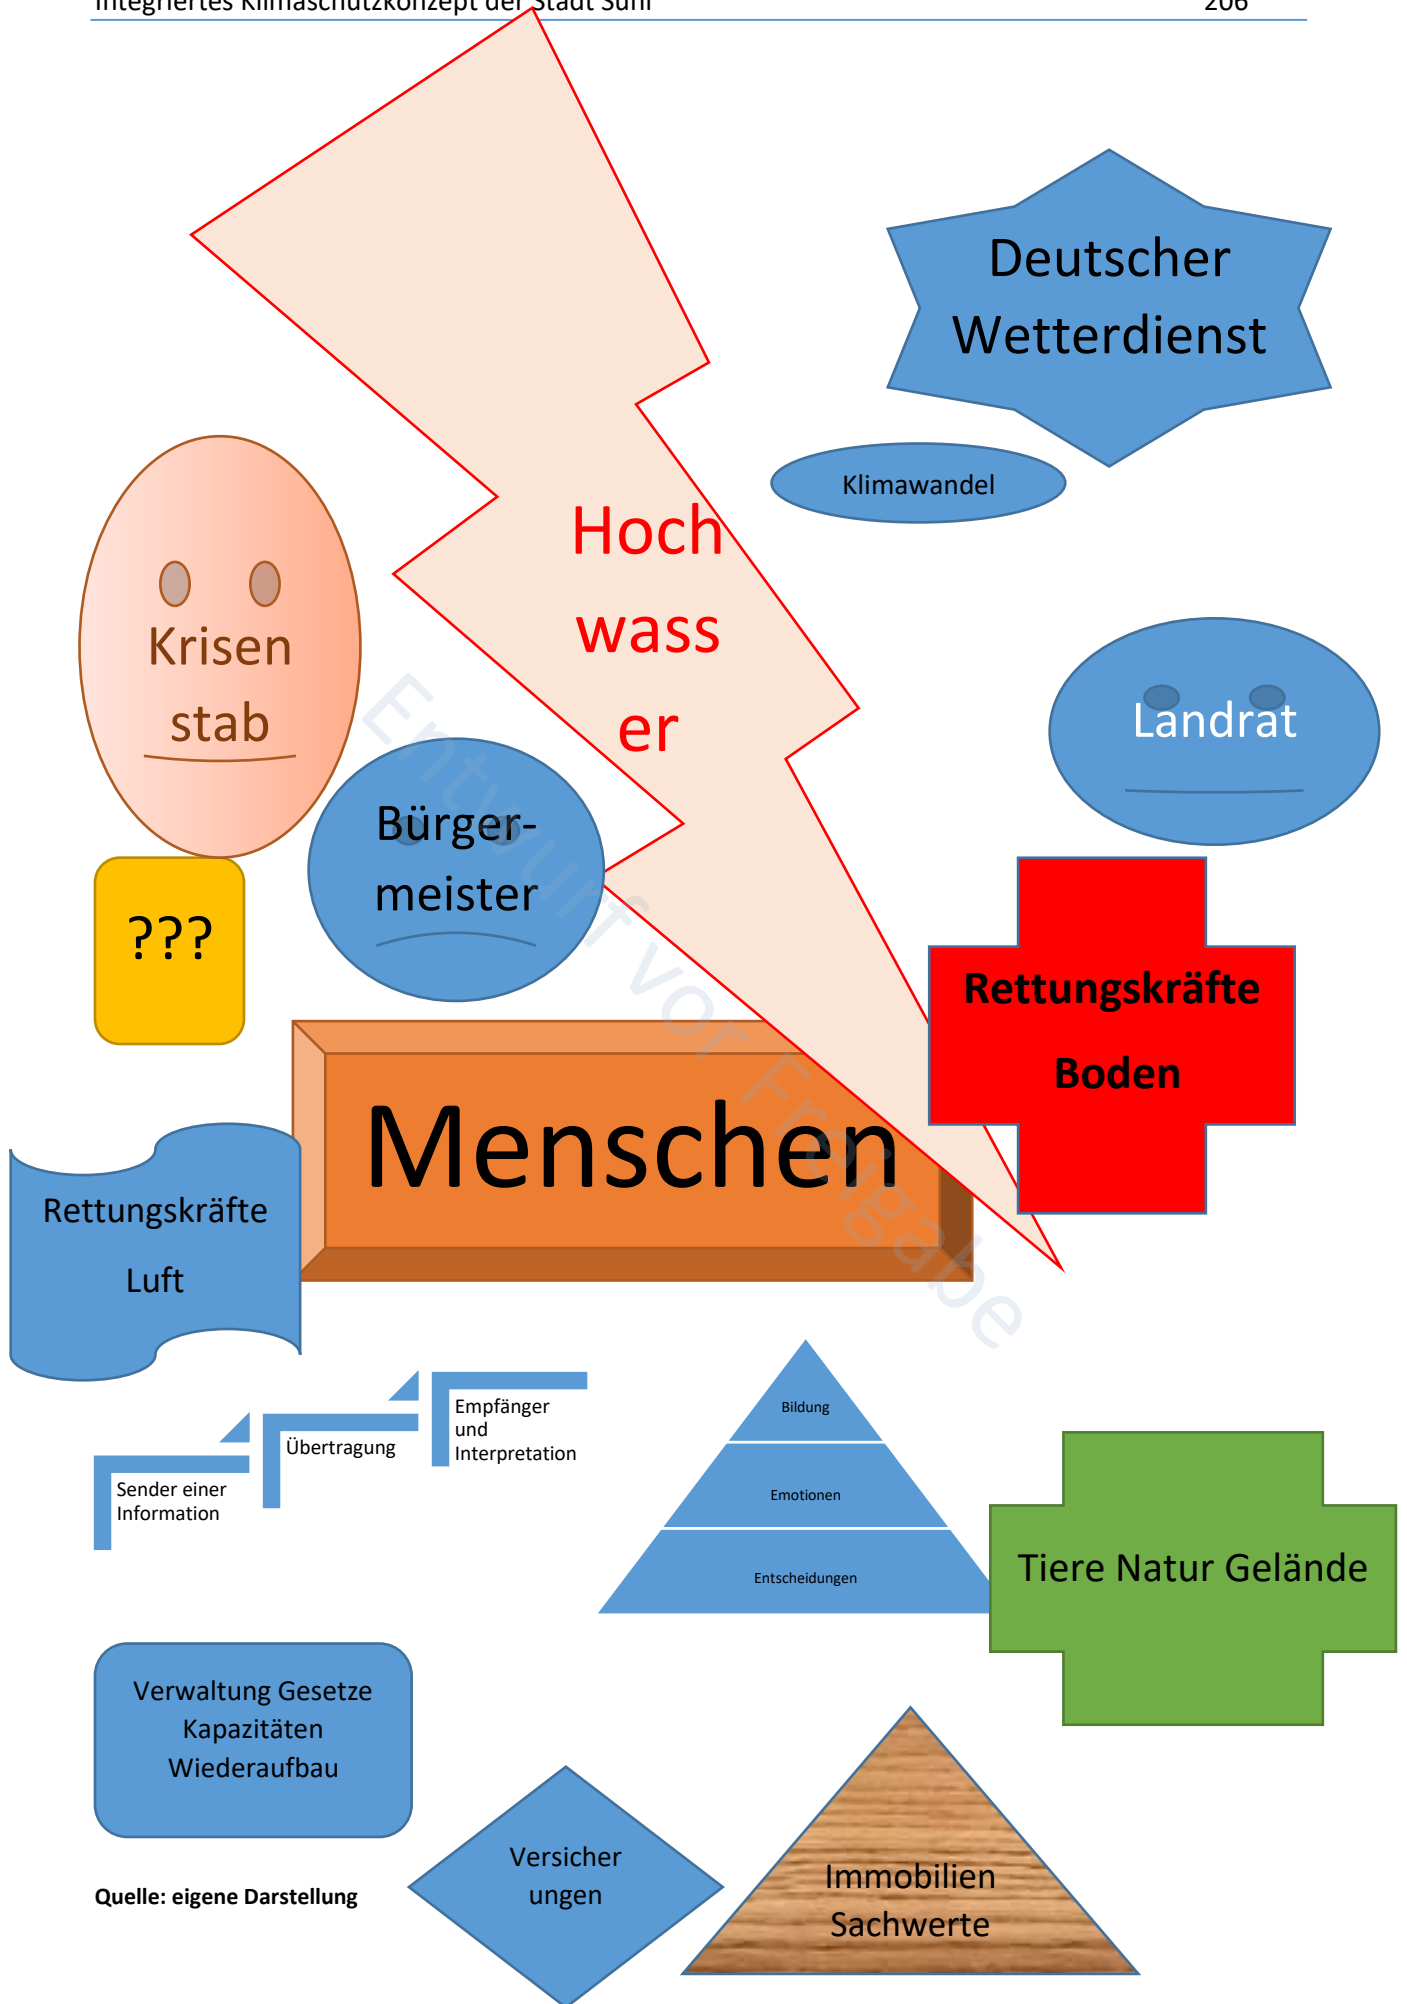 Integriertes Klimaschutzkonzept der Stadt Suhl 206
Deutscher
Wetterdienst
Klimawandel
Hoch
wass
er
Krisen
stab
Landrat
Bürger-
meister
???
Rettungskräfte
Boden
Menschen
Rettungskräfte
Luft
Entwurf vor Freigabe
Sender einer
Information
Übertragung
Empfänger
und
Interpretation
Bildung
Emotionen
Entscheidungen
Tiere Natur Gelände
Verwaltung Gesetze
Kapazitäten
Wiederaufbau
Versicher
ungen
Immobilien
Sachwerte
Quelle: eigene Darstellung